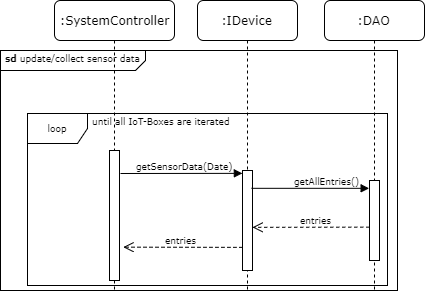 :SystemController
:IDevice
:DAO
sd update/collect sensor data
until all IoT-Boxes are iterated
loop
getSensorData(Date)
getAllEntries()
entries
entries